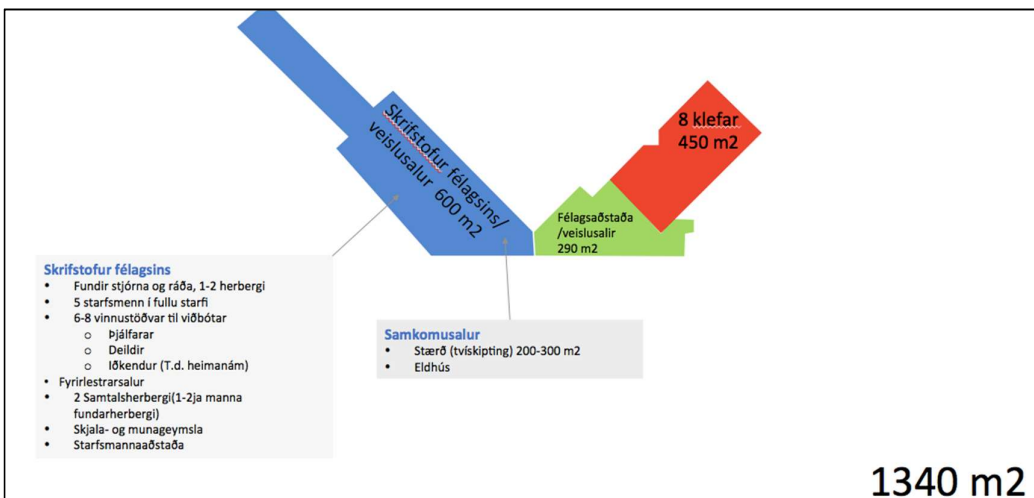 Skrifstofur félagsins/
veislusalur 600 m2
8 klefar
450 m2
Félagsaðstaða
/veislusalir
290 m2
Skrifstofur félagsins
• Fundir stjórna og ráða, 1-2 herbergi
• 5 starfsmenn í fullu starfi
• 6-8 vinnustöðvar til viðbótar
o Þjálfarar
o Deildir
o Iðkendur (T.d. heimanám)
• Fyrirlestrarsalur
• 2 Samtalsherbergi(1-2ja manna
fundarherbergi)
• Skjala- og munageymsla
• Starfsmannaaðstaða
Samkomusalur
• Stærð (tvískipting) 200-300 m2
• Eldhús
1340 m2